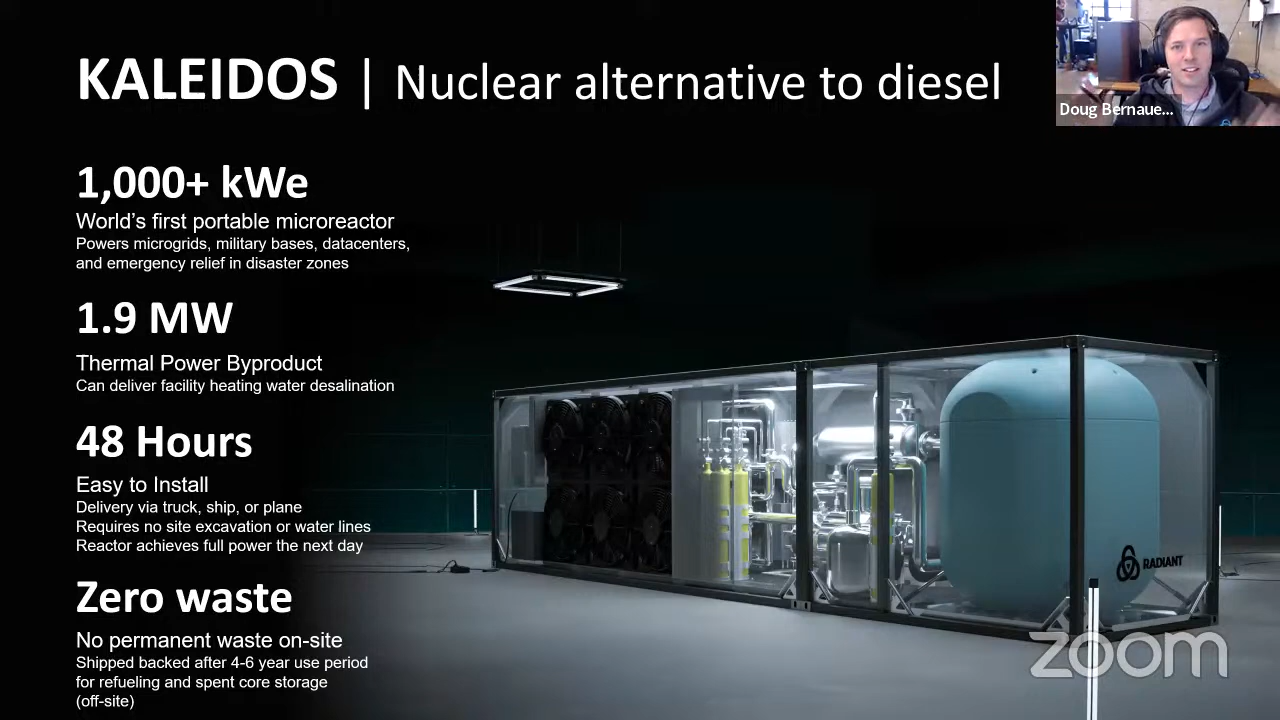 KALEIDOS | Nuclear alternative to diesel
Doug Bernaue...
1,000+ kWe
World's first portable microreactor
Powers microgrids, military bases, datacenters,
and emergency relief in disaster zones
1.9 MW
Thermal Power Byproduct
Can deliver facility heating water desalination
48 Hours
Easy to Install
Delivery via truck, ship, or plane
Requires no site excavation or water lines
Reactor achieves full power the next day
Zero waste
No permanent waste on-site
Shipped backed after 4-6 year use period
for refueling and spent core storage
(off-site)
RADIANT
zoom